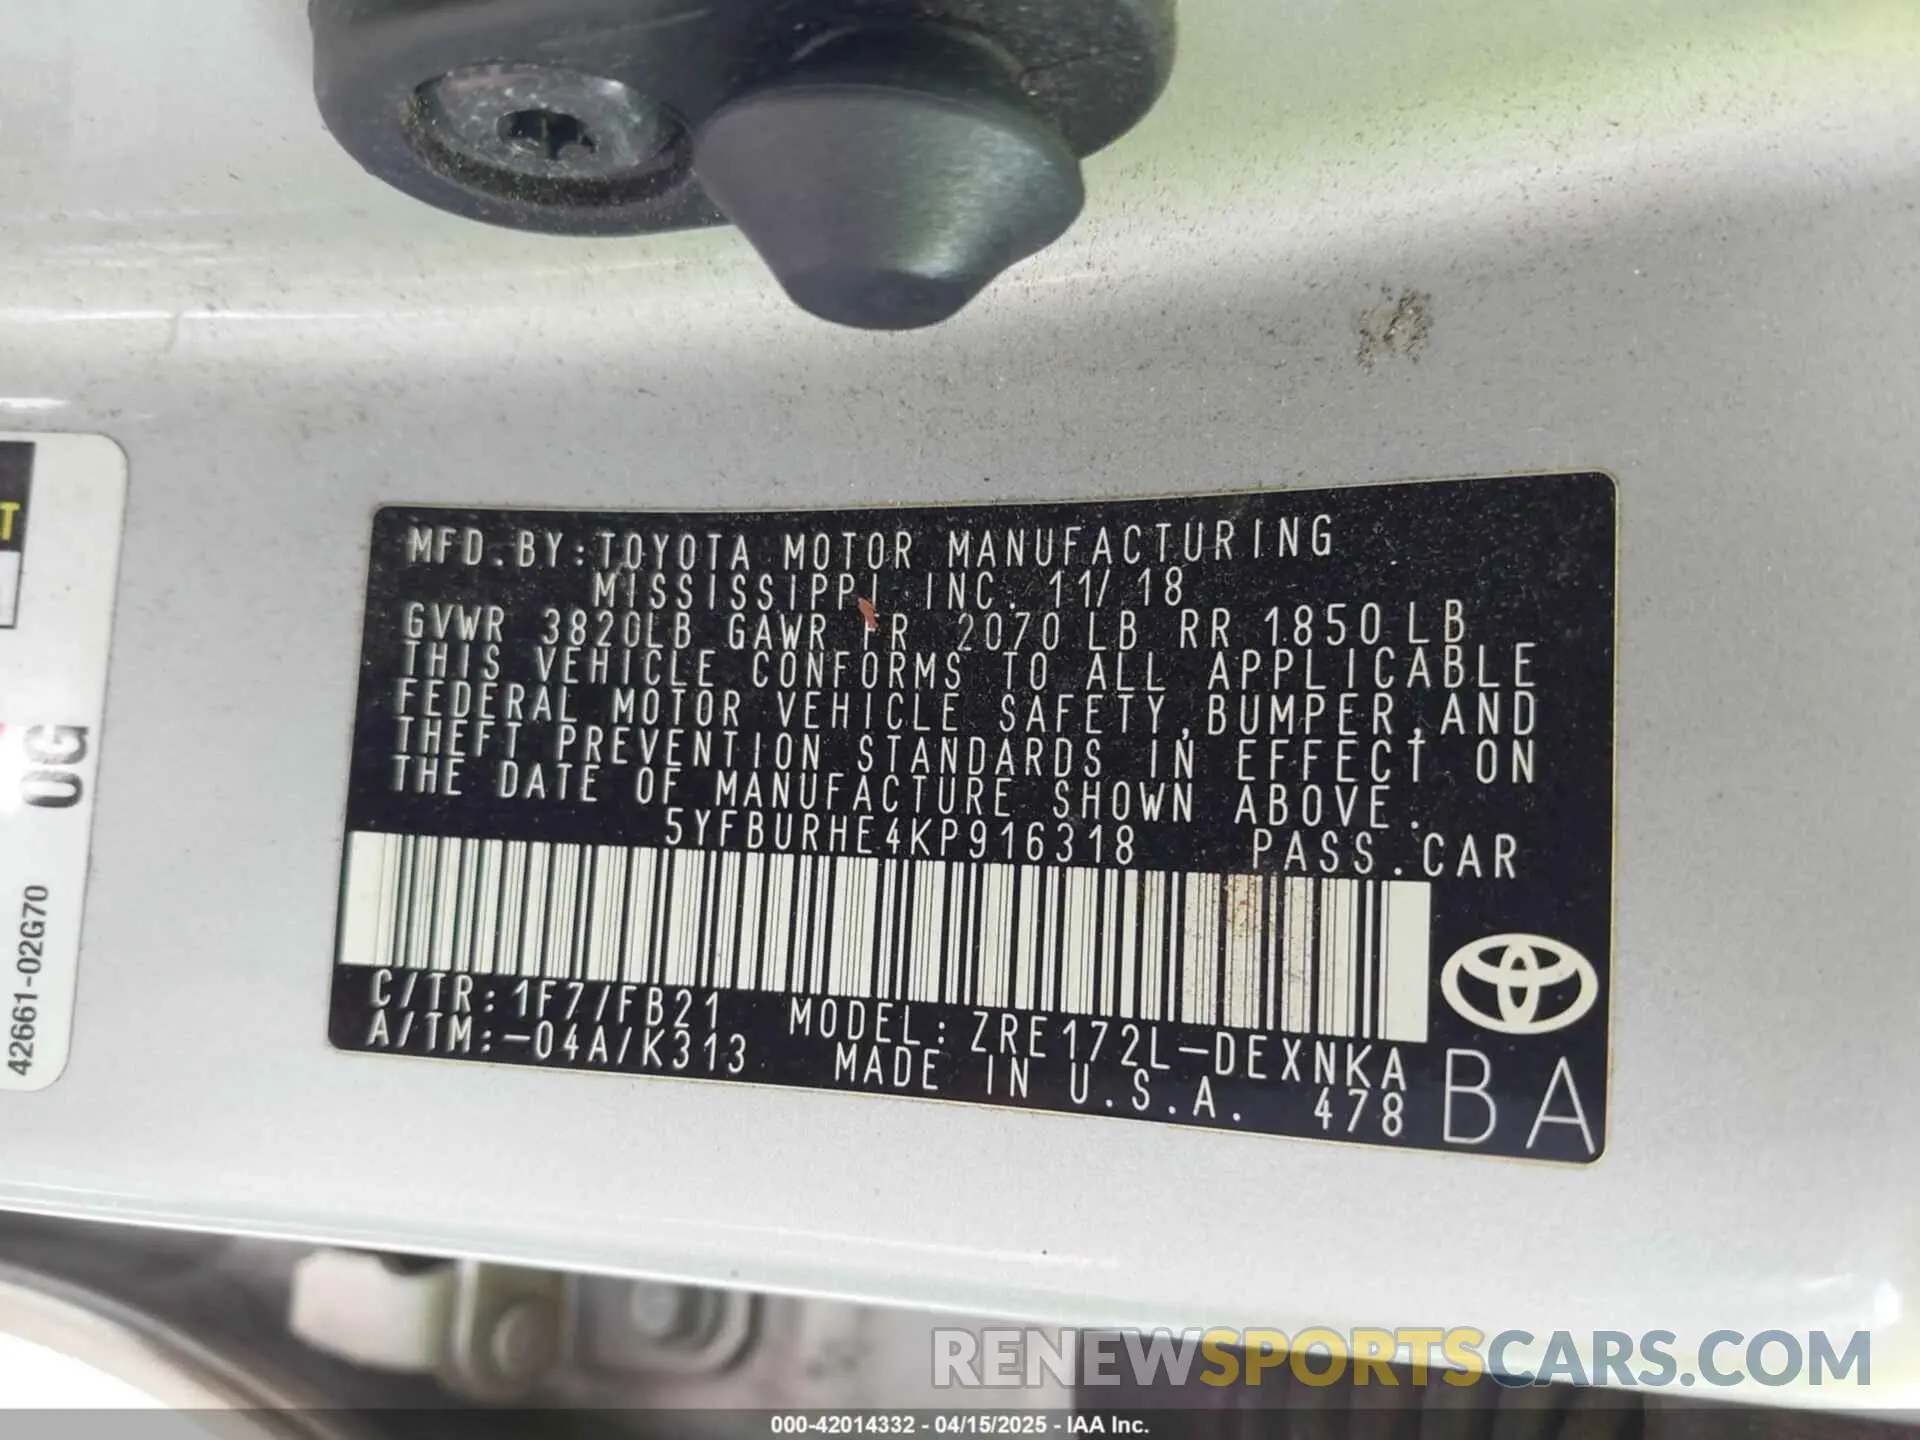 MFD.BY:TOYOTA MOTOR MANUFACTURING
MISSISSIPPI INC. 11/18
GVWR 3820LB GAWR FR 2070 LB RR 1850 LB
THIS VEHICLE CONFORMS TO ALL APPLICABLE
FEDERAL MOTOR VEHICLE SAFETY,BUMPER,AND
THEFT PREVENTION STANDARDS IN EFFECT ON
THE DATE OF MANUFACTURE SHOWN ABOVE.
5YFBURHE4KP916318 PASS.CAR
C/TR:1F7/FB21 MODEL:ZRE172L-DEXNKA
A/TM:-04A/K313 MADE IN U.S.A. 478
BA
42661-02G70
RENEWSPORTSCARS.COM
000-42014332 - 04/15/2025 - IAA Inc.